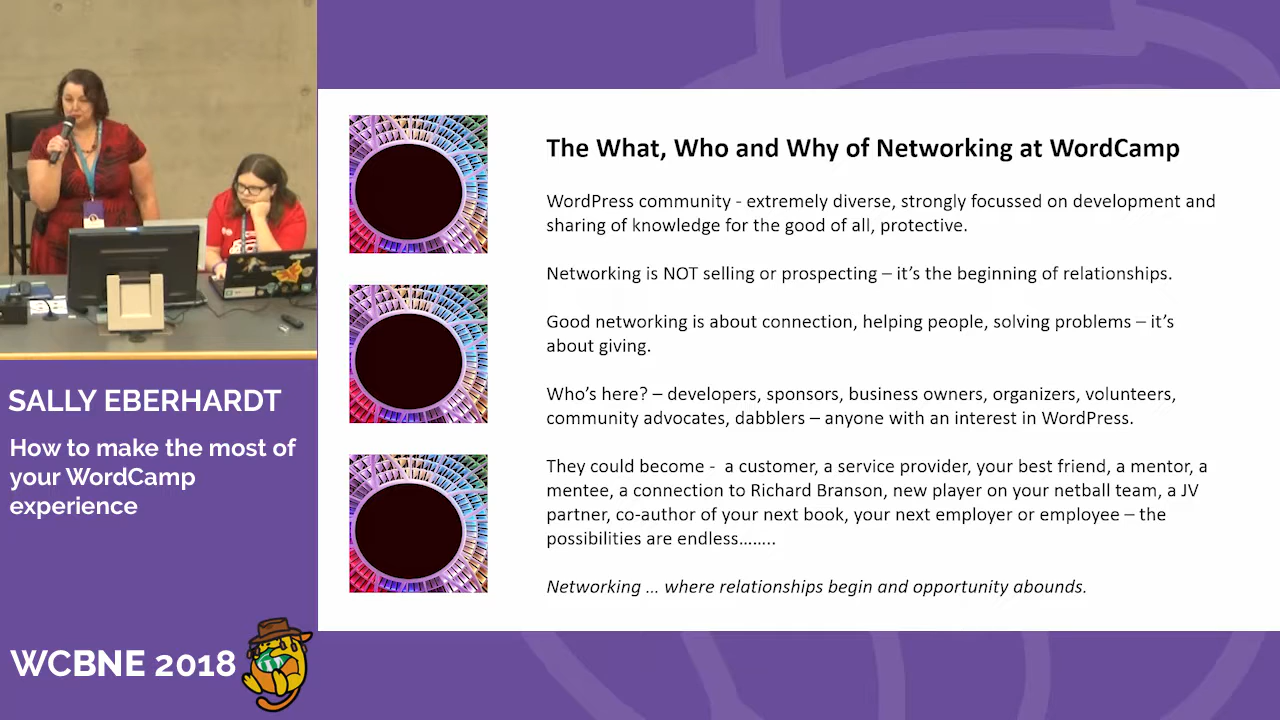 SALLY EBERHARDT
How to make the most of
your WordCamp
experience
WCBNE 2018
The What, Who and Why of Networking at WordCamp
WordPress community - extremely diverse, strongly focussed on development and
sharing of knowledge for the good of all, protective.
Networking is NOT selling or prospecting – it’s the beginning of relationships.
Good networking is about connection, helping people, solving problems – it’s
about giving.
Who’s here? – developers, sponsors, business owners, organizers, volunteers,
community advocates, dabblers – anyone with an interest in WordPress.
They could become -  a customer, a service provider, your best friend, a mentor, a
mentee, a connection to Richard Branson, new player on your netball team, a JV
partner, co-author of your next book, your next employer or employee – the
possibilities are endless........
Networking ... where relationships begin and opportunity abounds.